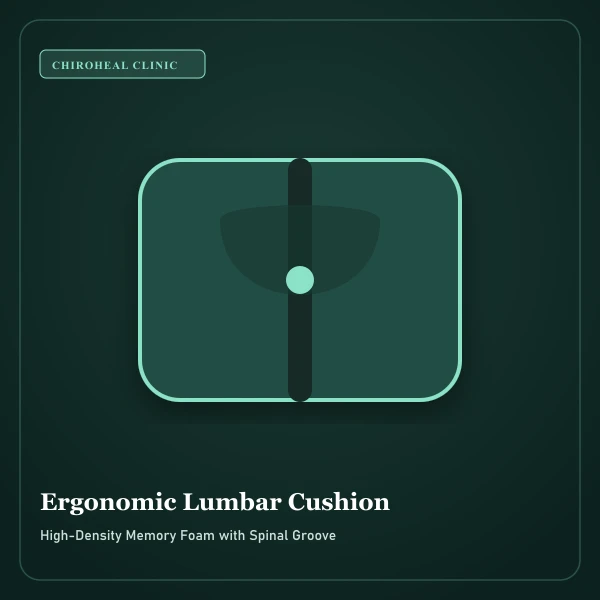 CHIROHEAL CLINIC
Ergonomic Lumbar Cushion
High-Density Memory Foam with Spinal Groove